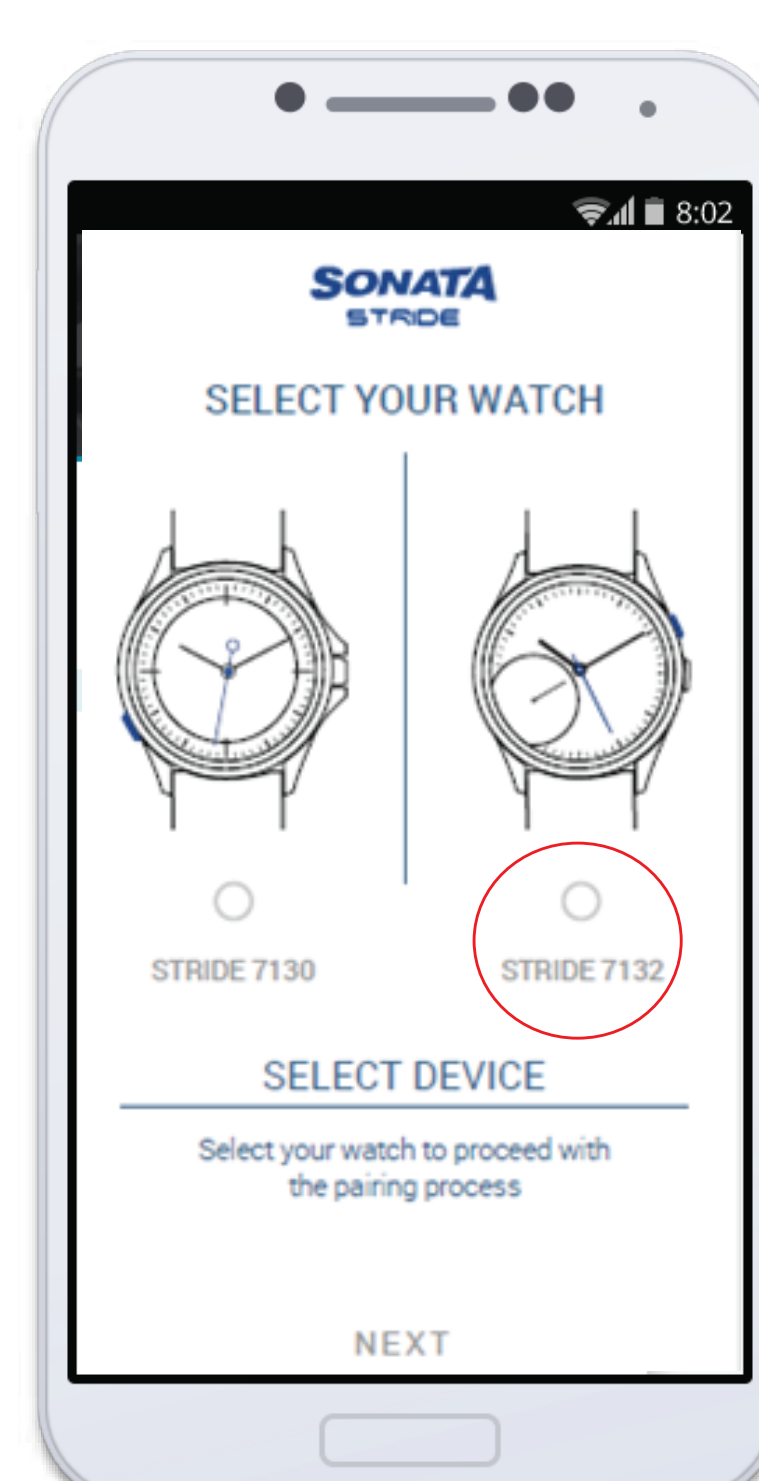 8:02
SONATA
STRIDE
SELECT YOUR WATCH
STRIDE 7130
STRIDE 7132
SELECT DEVICE
Select your watch to proceed with
the pairing process
NEXT